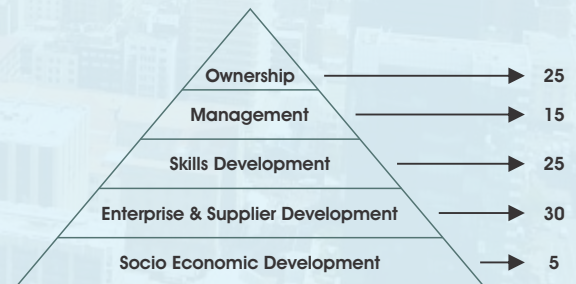 Ownership 25
Management 15
Skills Development 25
Enterprise & Supplier Development 30
Socio Economic Development 5